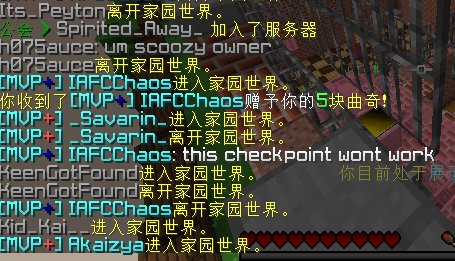 Its_Peyton离开家园世界。
公会 > Spirited_Away_ 加入了服务器
h075auce: um scoozy owner
h075auce离开家园世界。
[MVP+] IAFCChaos进入家园世界。
你收到了[MVP+] IAFCChaos赠予你的5块曲奇!
[MVP+] _Savarin_进入家园世界。
[MVP+] _Savarin_离开家园世界。
[MVP+] IAFCChaos: this checkpoint wont work
KeenGotFound进入家园世界。
你目前处于展示
KeenGotFound离开家园世界。
[MVP+] IAFCChaos离开家园世界。
Kid_Kai__进入家园世界。
[MVP+] Akaizya进入家园世界。